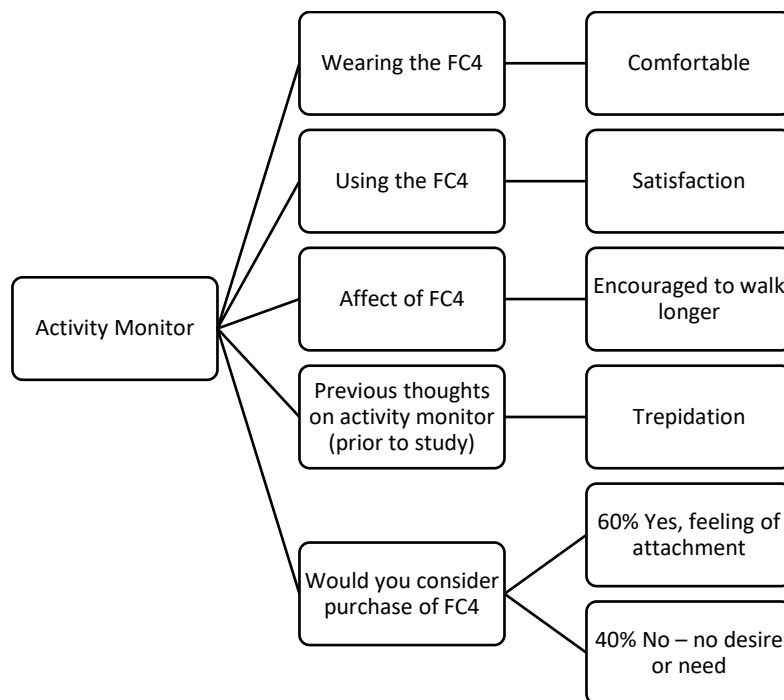 Activity Monitor
Wearing the FC4
Comfortable
Using the FC4
Satisfaction
Affect of FC4
Encouraged to walk
longer
Previous thoughts
on activity monitor
(prior to study)
Trepidation
Would you consider
purchase of FC4
60% Yes, feeling of
attachment
40% No – no desire
or need